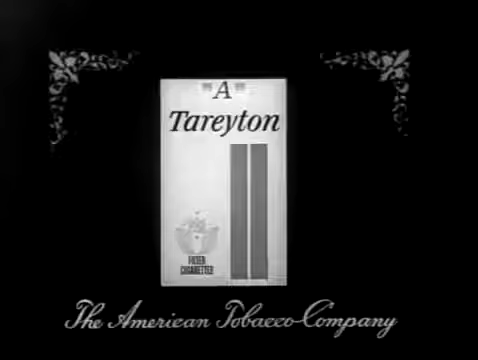 "A"
Tareyton
FILTER
CIGARETTES
The American Tobacco Company